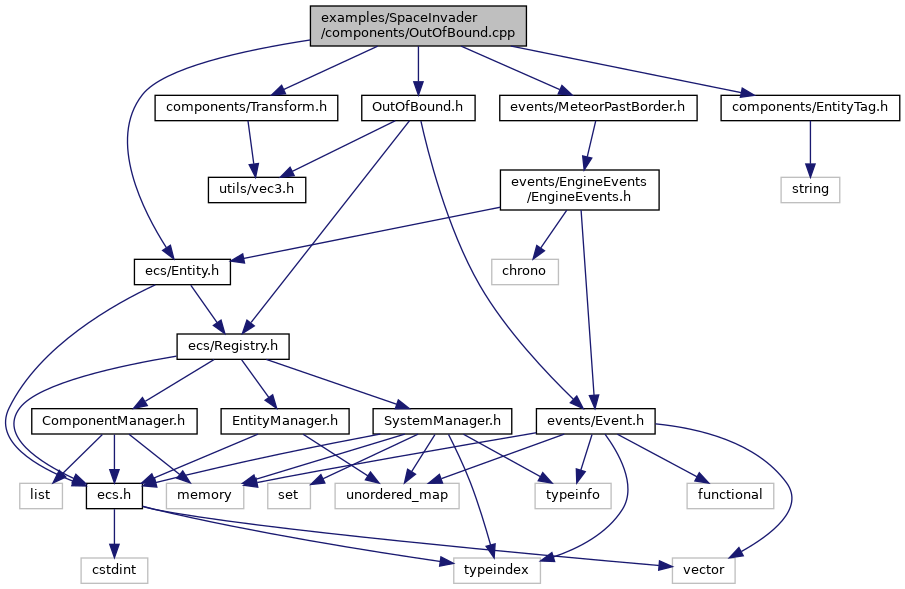 examples/SpaceInvader
/components/OutOfBound.cpp
components/Transform.h
OutOfBound.h
events/MeteorPastBorder.h
components/EntityTag.h
utils/vec3.h
events/EngineEvents
/EngineEvents.h
string
ecs/Entity.h
chrono
ecs/Registry.h
ComponentManager.h
EntityManager.h
SystemManager.h
events/Event.h
list
ecs.h
memory
set
unordered_map
typeinfo
functional
cstdint
typeindex
vector